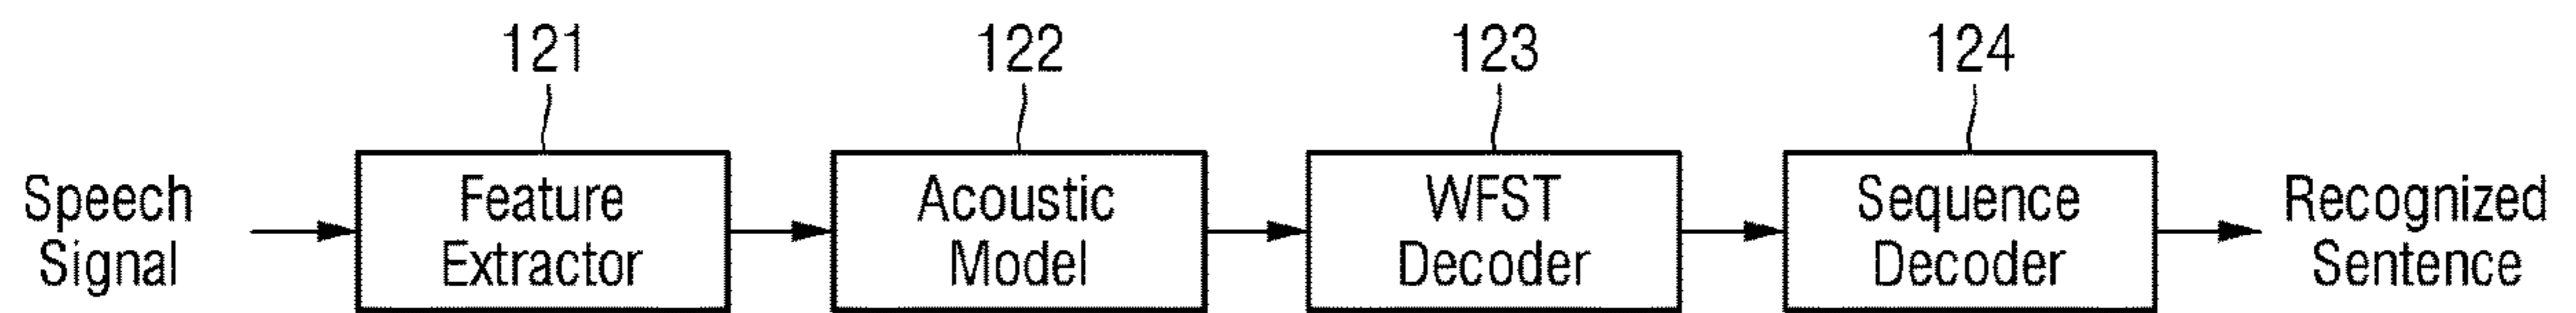 121
122
123
124
Speech
Signal
Feature
Extractor
Acoustic
Model
WFST
Decoder
Sequence
Decoder
Recognized
Sentence